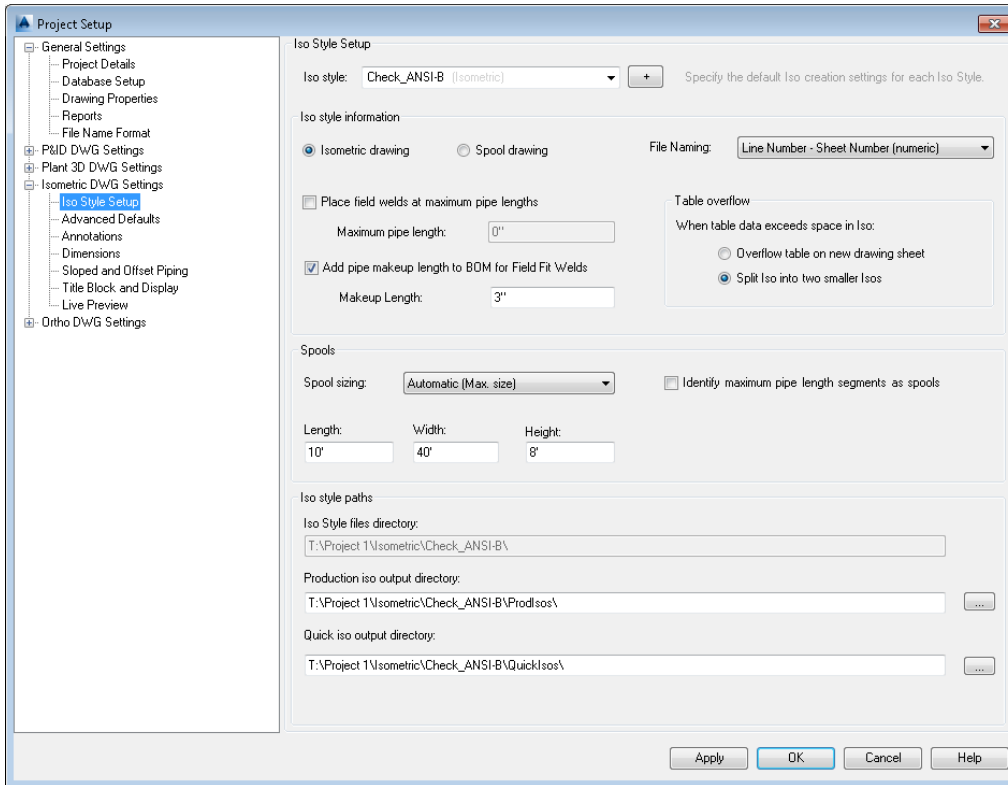 Project Setup
General Settings
Project Details
Database Setup
Drawing Properties
Reports
File Name Format
P&ID DWG Settings
Plant 3D DWG Settings
Isometric DWG Settings
Iso Style Setup
Advanced Defaults
Annotations
Dimensions
Sloped and Offset Piping
Title Block and Display
Live Preview
Ortho DWG Settings
Iso Style Setup
Iso style: Check_ANSI-B (Isometric) + Specify the default Iso creation settings for each Iso Style.
Iso style information
Isometric drawing Spool drawing File Naming: Line Number - Sheet Number (numeric)
Place field welds at maximum pipe lengths
Maximum pipe length: 0"
Add pipe makeup length to BOM for Field Fit Welds
Makeup Length: 3"
Table overflow
When table data exceeds space in Iso:
Overflow table on new drawing sheet
Split Iso into two smaller Isos
Spools
Spool sizing: Automatic (Max. size) Identify maximum pipe length segments as spools
Length: Width: Height:
10' 40' 8'
Iso style paths
Iso Style files directory:
T:\Project 1\Isometric\Check_ANSI-B\
Production iso output directory:
T:\Project 1\Isometric\Check_ANSI-B\ProdIsos\ ...
Quick iso output directory:
T:\Project 1\Isometric\Check_ANSI-B\QuickIsos\ ...
Apply OK Cancel Help